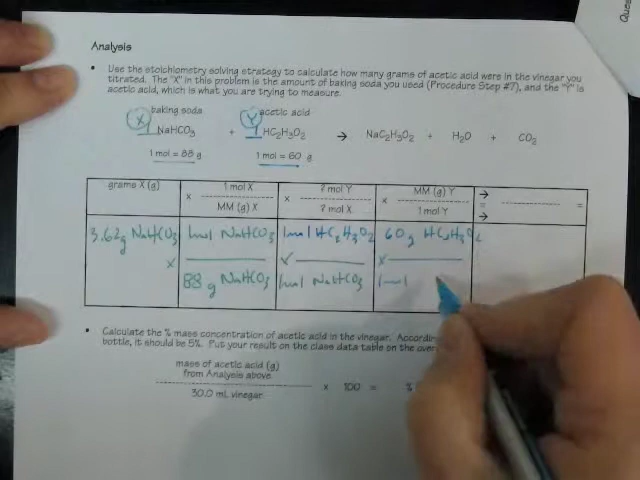 Ques
Analysis
• Use the stoichiometry solving strategy to calculate how many grams of acetic acid were in the vinegar you
titrated. The "X" in this problem is the amount of baking soda you used (Procedure Step #7), and the "Y" is
acetic acid, which is what you are trying to measure.
X baking soda Y acetic acid
1 NaHCO3 + 1 HC2H3O2 → NaC2H3O2 + H2O + CO2
1 mol = 88 g 1 mol = 60 g
grams X (g) x 1 mol X / MM (g) X x ? mol Y / ? mol X x MM (g) Y / 1 mol Y → = → =
3.62g NaHCO3 x 1mol NaHCO3 / 88 g NaHCO3 x 1mol HC2H3O2 / 1mol NaHCO3 x 60g HC2H3O2 / 1mol
• Calculate the % mass concentration of acetic acid in the vinegar.
bottle, it should be 5%. Put your result on the class data table on the
mass of acetic acid (g)
from Analysis above
x 100 = %
30.0 mL vinegar